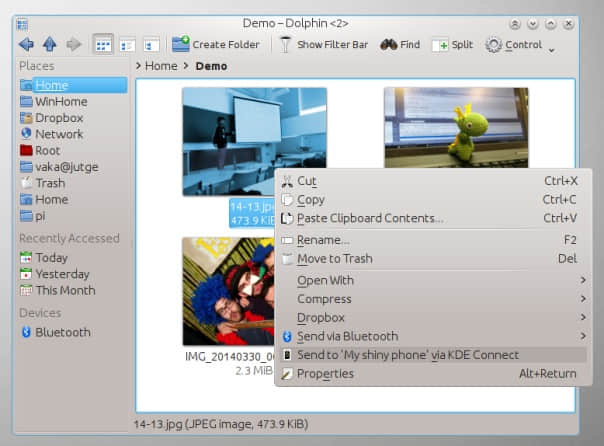 Demo – Dolphin <2>
Create Folder Show Filter Bar Find Split Control
Places
Home
WinHome
Dropbox
Network
Root
vaka@jutge
Trash
Home
pi
Recently Accessed
Today
Yesterday
This Month
Devices
Bluetooth
> Home > Demo
14-13.jpg
473.9 KiB
IMG_20140330_0
2.3 MiB
Cut Ctrl+X
Copy Ctrl+C
Paste Clipboard Contents... Ctrl+V
Rename... F2
Move to Trash Del
Open With >
Compress >
Dropbox >
Send via Bluetooth >
Send to 'My shiny phone' via KDE Connect
Properties Alt+Return
14-13.jpg (JPEG image, 473.9 KiB)